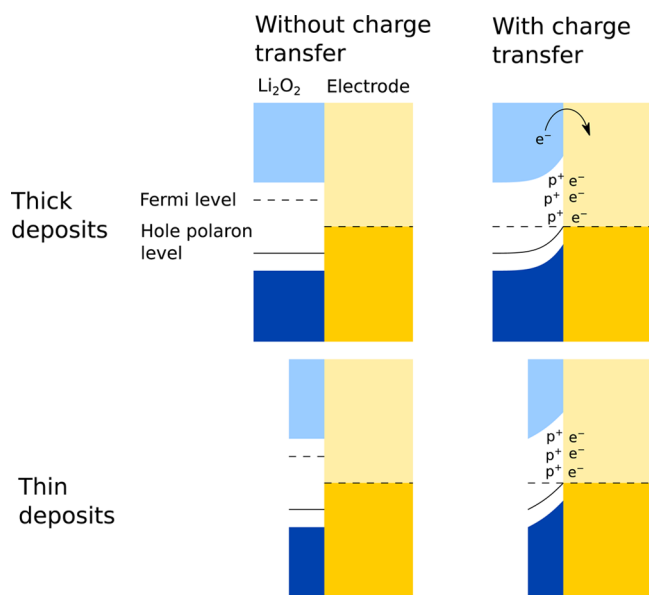 Without charge
transfer
With charge
transfer
Li₂O₂
Electrode
e⁻
Thick
deposits
Fermi level
Hole polaron
level
p⁺ e⁻
p⁺ e⁻
p⁺ e⁻
Thin
deposits
p⁺ e⁻
p⁺ e⁻
p⁺ e⁻